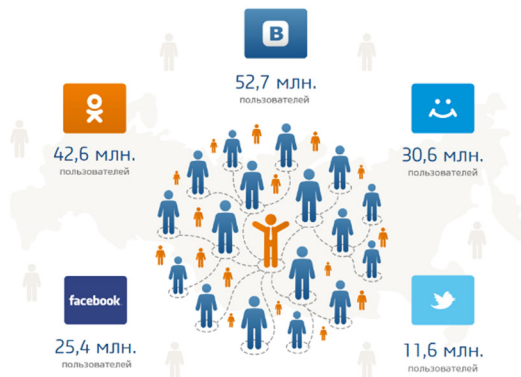 B
52,7 млн.
пользователей
42,6 млн.
пользователей
30,6 млн.
пользователей
facebook
25,4 млн.
пользователей
11,6 млн.
пользователей